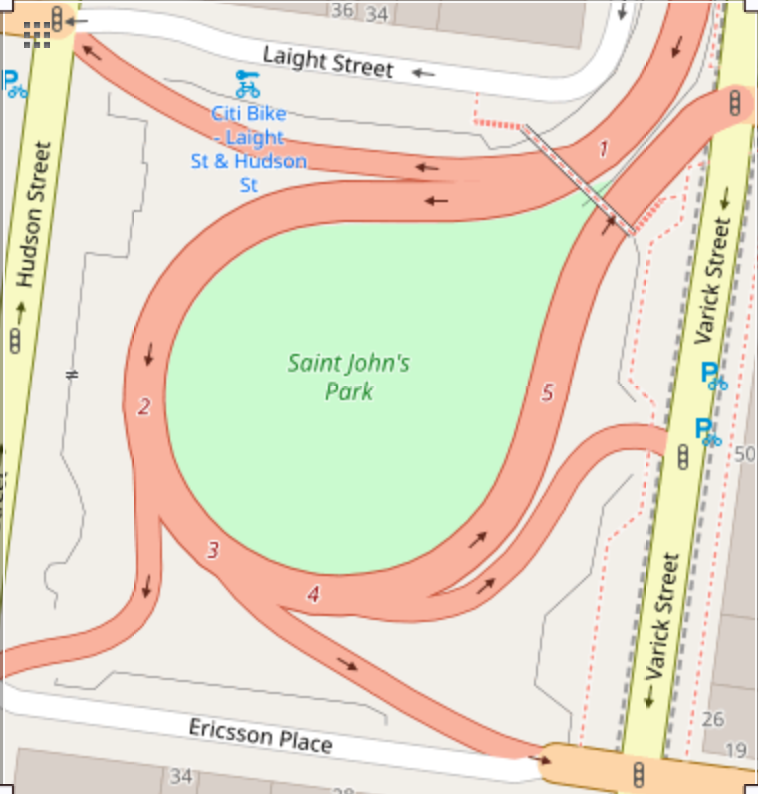 36 34
Laight Street
1
P
Citi Bike
- Laight
St & Hudson
St
Hudson Street
Varick Street
Saint John's
Park
P
2
5
P
50
3
4
Varick Street
Ericsson Place
26
19
34